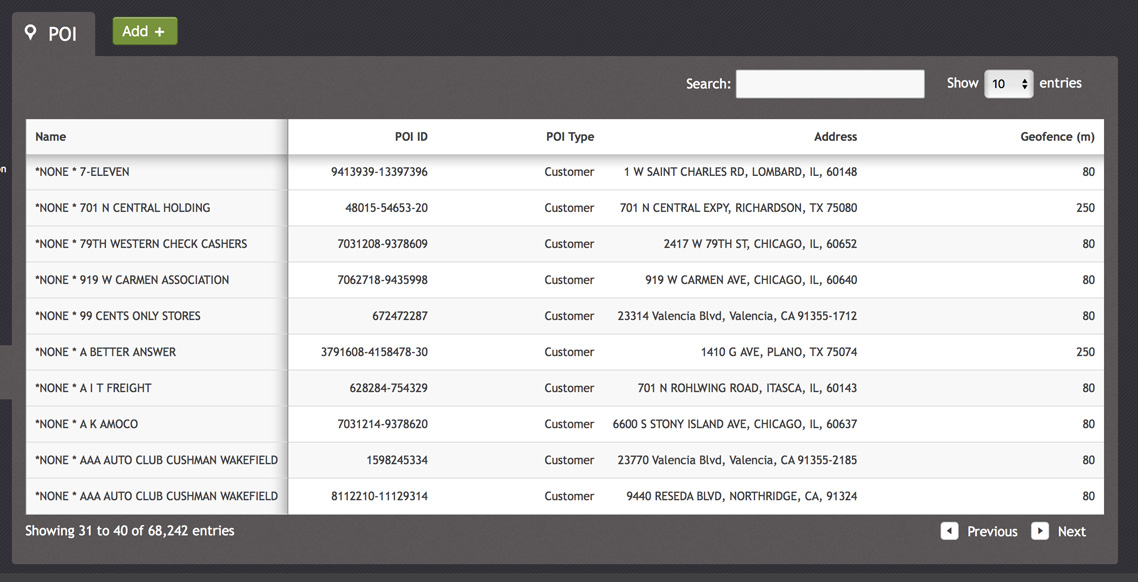 POI Add +
Search: Show 10 entries
Name POI ID POI Type Address Geofence (m)
n
*NONE * 7-ELEVEN 9413939-13397396 Customer 1 W SAINT CHARLES RD, LOMBARD, IL, 60148 80
*NONE * 701 N CENTRAL HOLDING 48015-54653-20 Customer 701 N CENTRAL EXPY, RICHARDSON, TX 75080 250
*NONE * 79TH WESTERN CHECK CASHERS 7031208-9378609 Customer 2417 W 79TH ST, CHICAGO, IL, 60652 80
*NONE * 919 W CARMEN ASSOCIATION 7062718-9435998 Customer 919 W CARMEN AVE, CHICAGO, IL, 60640 80
*NONE * 99 CENTS ONLY STORES 672472287 Customer 23314 Valencia Blvd, Valencia, CA 91355-1712 80
*NONE * A BETTER ANSWER 3791608-4158478-30 Customer 1410 G AVE, PLANO, TX 75074 250
*NONE * A I T FREIGHT 628284-754329 Customer 701 N ROHLWING ROAD, ITASCA, IL, 60143 80
*NONE * A K AMOCO 7031214-9378620 Customer 6600 S STONY ISLAND AVE, CHICAGO, IL, 60637 80
*NONE * AAA AUTO CLUB CUSHMAN WAKEFIELD 1598245334 Customer 23770 Valencia Blvd, Valencia, CA 91355-2185 80
*NONE * AAA AUTO CLUB CUSHMAN WAKEFIELD 8112210-11129314 Customer 9440 RESEDA BLVD, NORTHRIDGE, CA, 91324 80
Showing 31 to 40 of 68,242 entries Previous Next